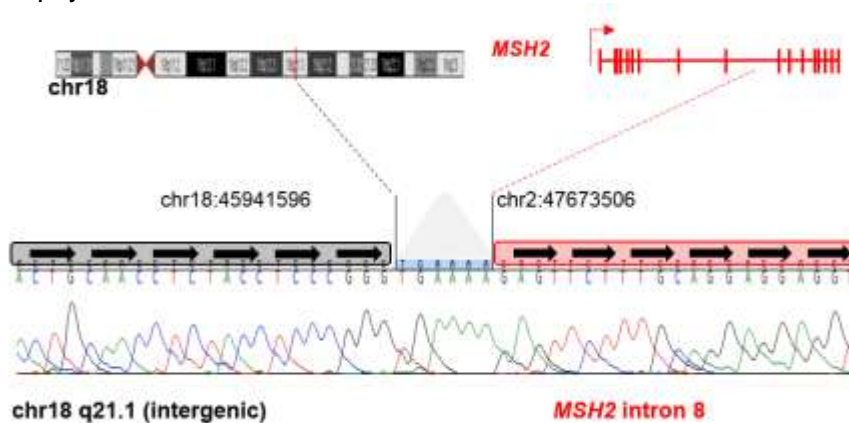 MSH2
chr18
chr18:45941596
chr2:47673506
A C T G C A A C C T C T A C C T C C C G G G T G A A A A G A G T T C T T T G C A G G A G G A G G T
chr18 q21.1 (intergenic)
MSH2 intron 8